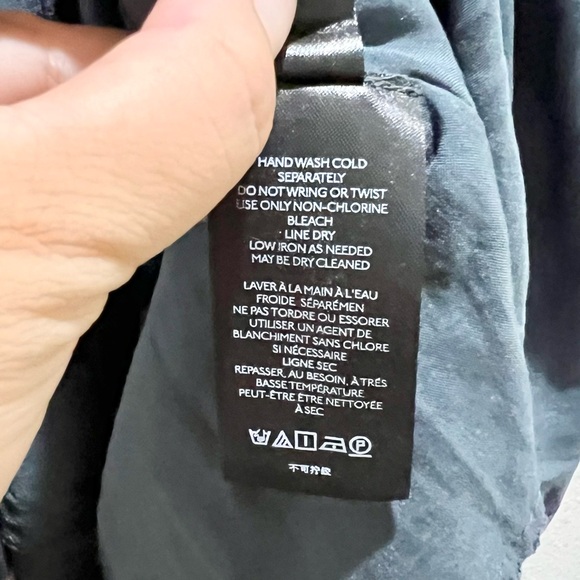 HAND WASH COLD
SEPARATELY
DO NOT WRING OR TWIST
USE ONLY NON-CHLORINE
BLEACH
LINE DRY
LOW IRON AS NEEDED
MAY BE DRY CLEANED
LAVER À LA MAIN À L'EAU
FROIDE SÉPARÉMEN
NE PAS TORDRE OU ESSORER
UTILISER UN AGENT DE
BLANCHIMENT SANS CHLORE
SI NÉCESSAIRE
LIGNE SEC
REPASSER, AU BESOIN, À TRÈS
BASSE TEMPÉRATURE
PEUT-ÊTRE ÊTRE NETTOYÉE
À SEC
P
不可拧绞